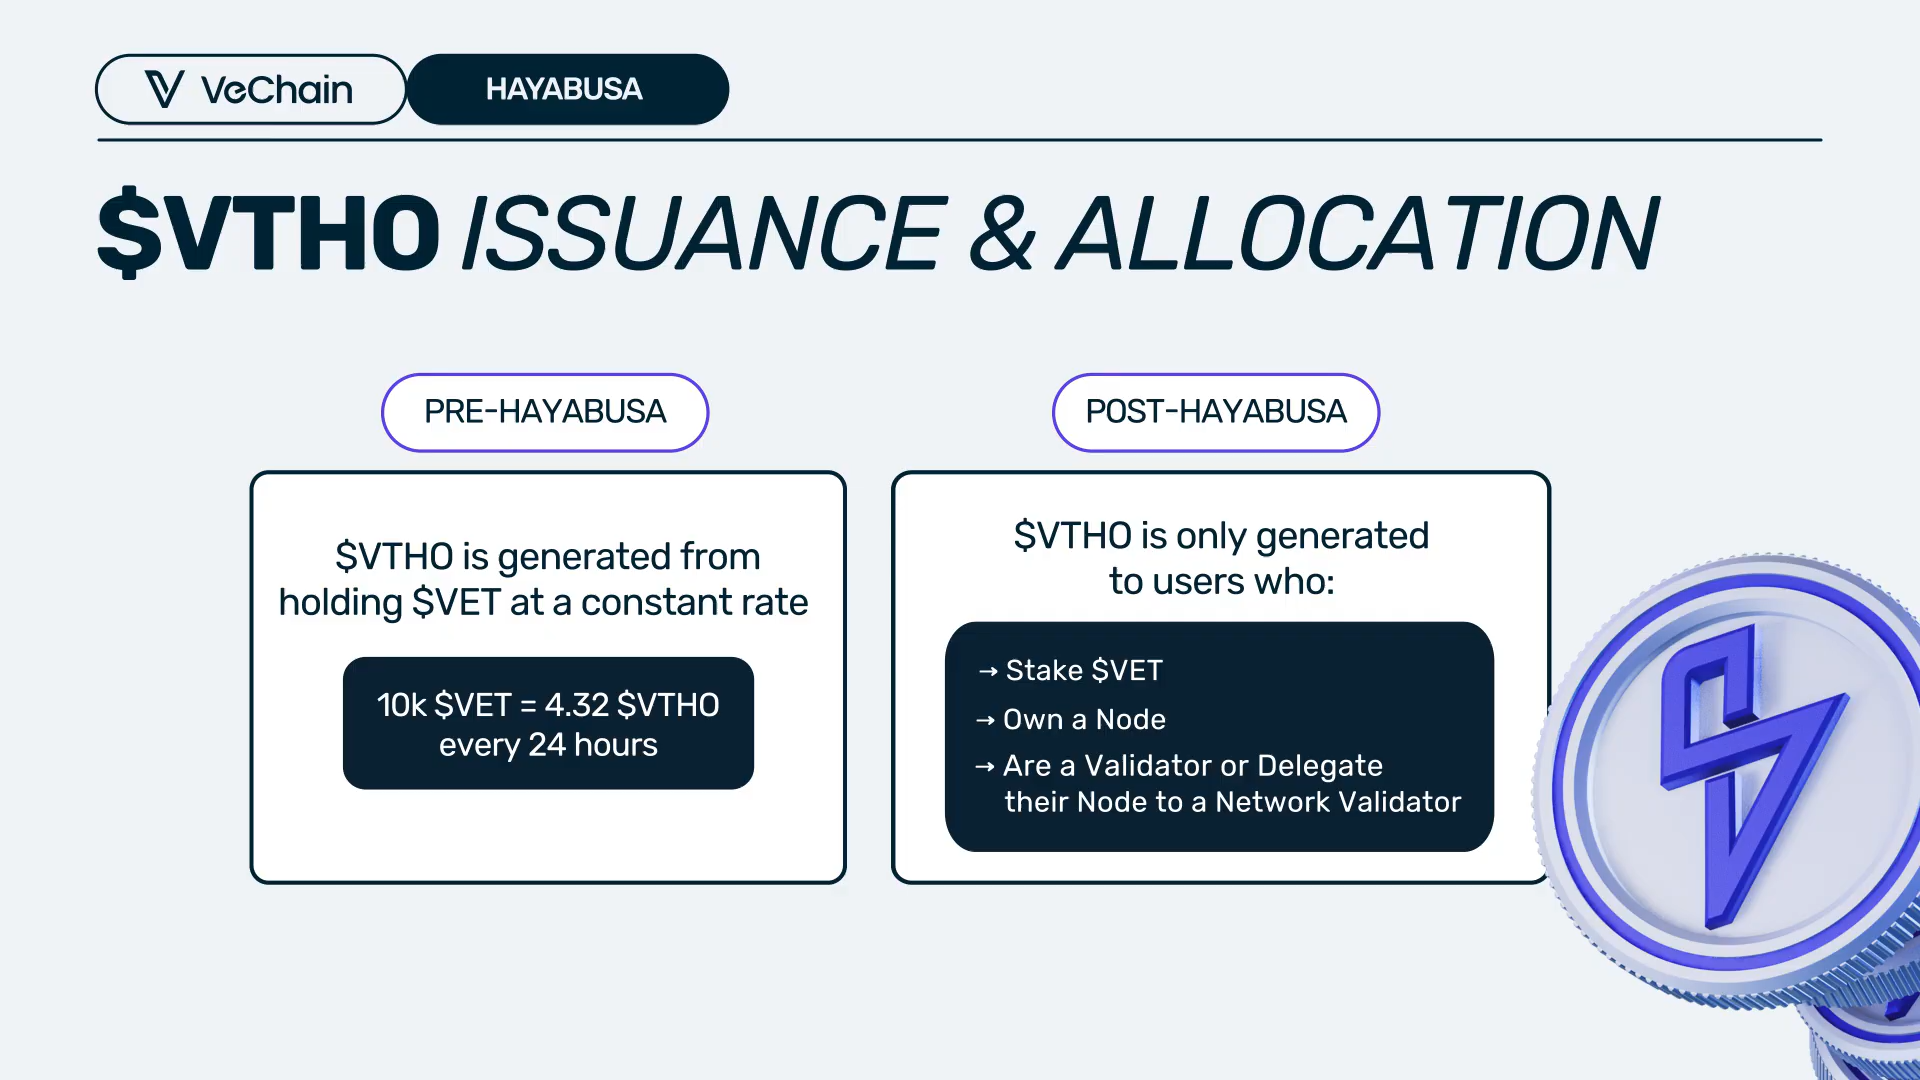 VeChain
HAYABUSA
$VTHO ISSUANCE & ALLOCATION
PRE-HAYABUSA
$VTHO is generated from
holding $VET at a constant rate
10k $VET = 4.32 $VTHO
every 24 hours
POST-HAYABUSA
$VTHO is only generated
to users who:
→ Stake $VET
→ Own a Node
→ Are a Validator or Delegate
their Node to a Network Validator